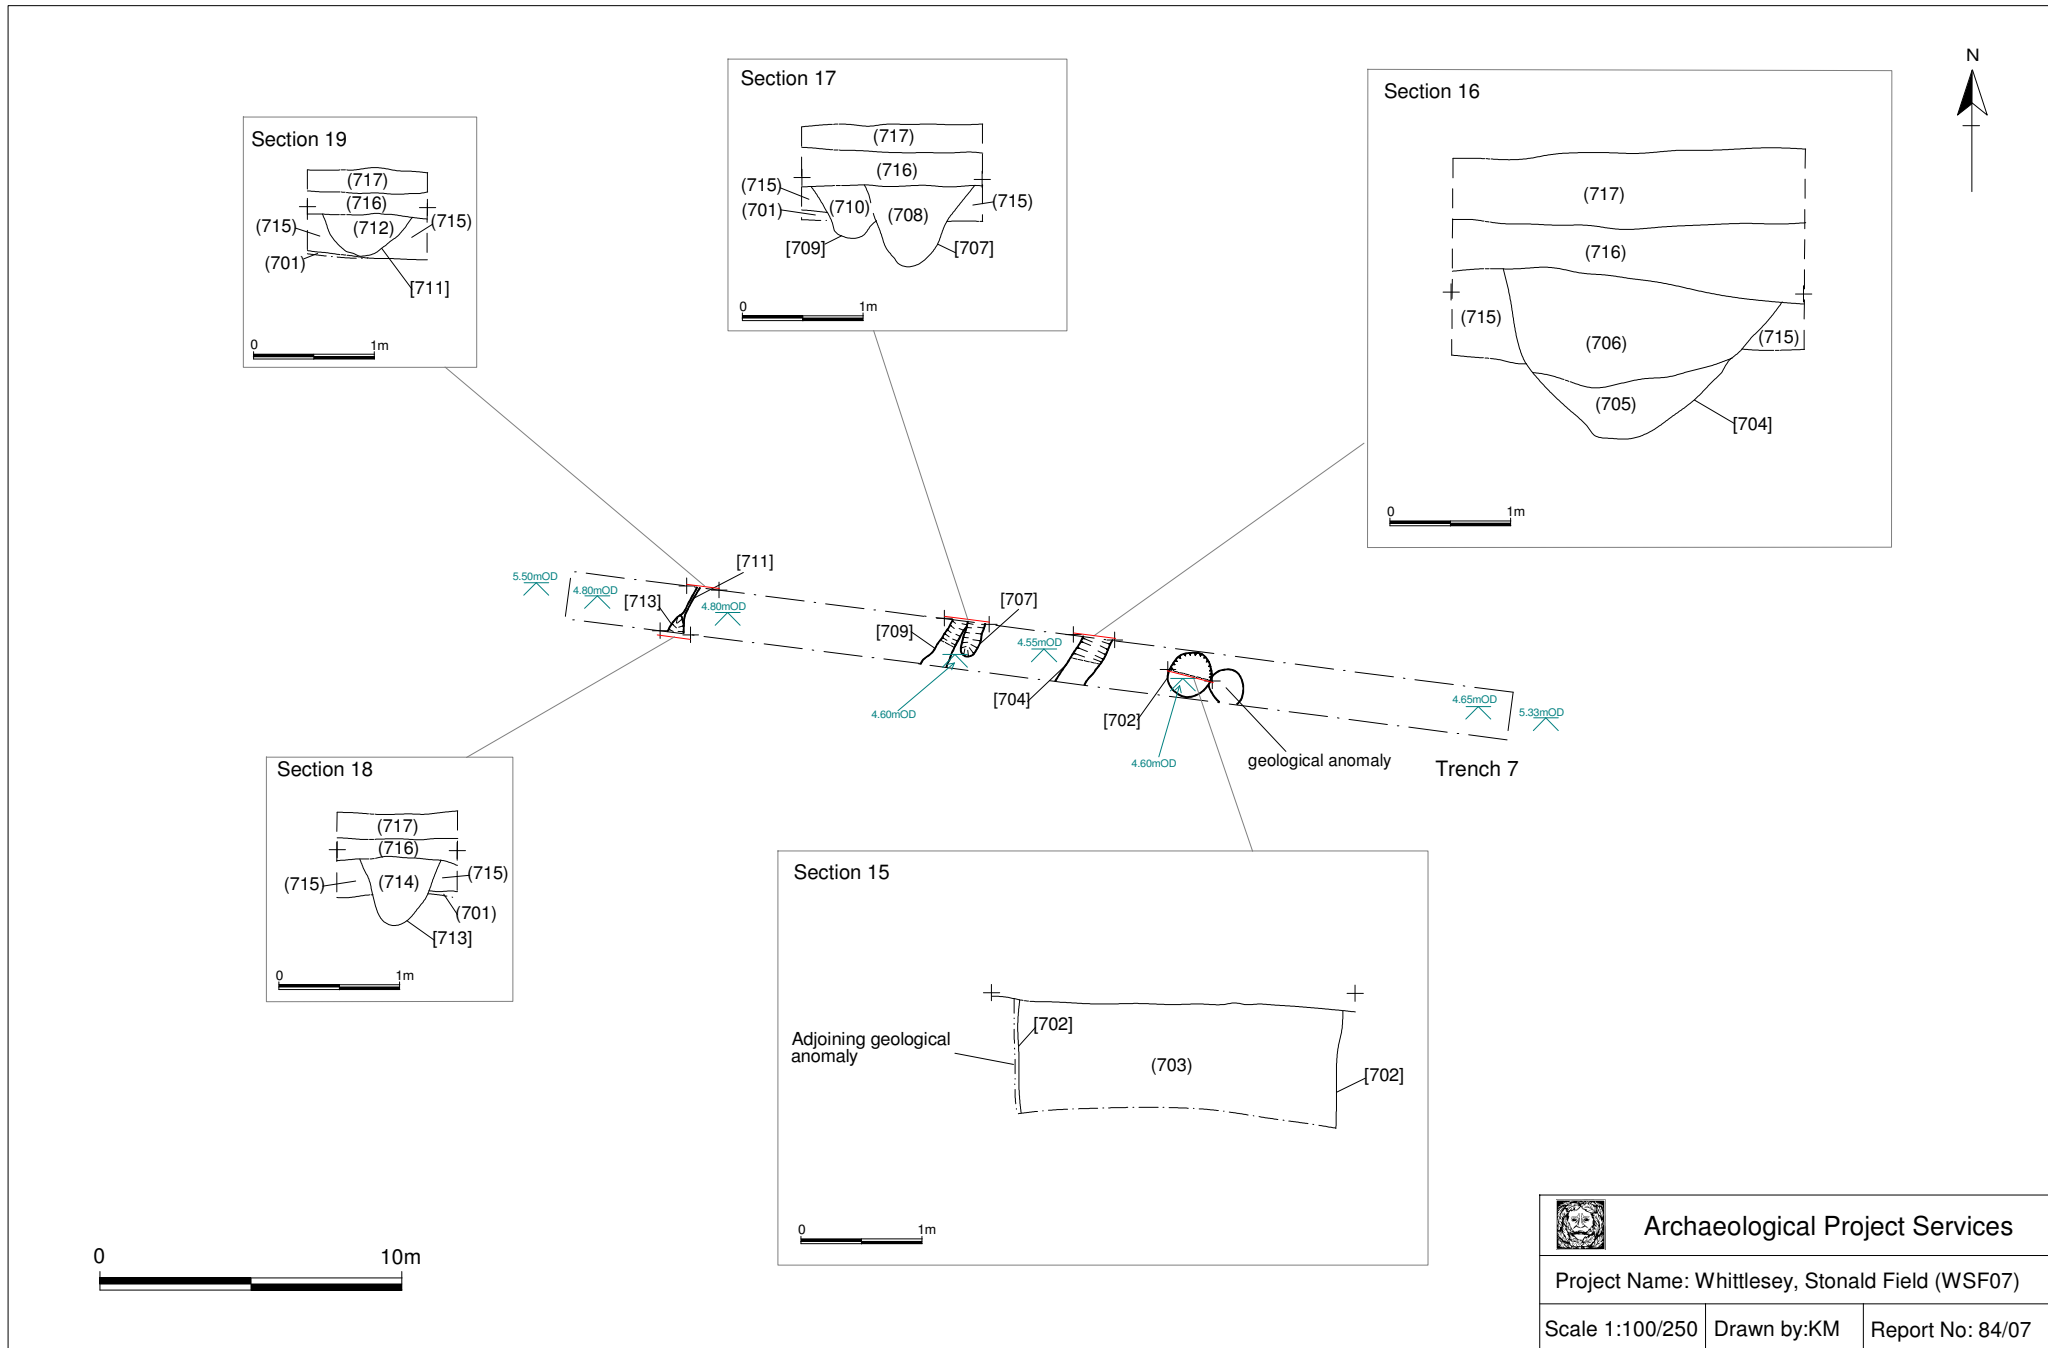 N
Section 19
(717)
(716)
(712)
(715)
(715)
(701)
[711]
0 1m
Section 17
(717)
(716)
(715)
(701)
(710)
(708)
(715)
[709]
[707]
0 1m
Section 16
(717)
(716)
(715)
(706)
(715)
(705)
[704]
0 1m
5.50mOD
4.80mOD
[713]
[711]
4.80mOD
[709]
[707]
4.60mOD
4.55mOD
[704]
[702]
4.60mOD
geological anomaly
4.65mOD
5.33mOD
Trench 7
Section 18
(717)
(716)
(715)
(714)
(715)
(701)
[713]
0 1m
Section 15
Adjoining geological
anomaly
[702]
(703)
[702]
0 1m
0 10m
Archaeological Project Services
Project Name: Whittlesey, Stonald Field (WSF07)
Scale 1:100/250
Drawn by:KM
Report No: 84/07